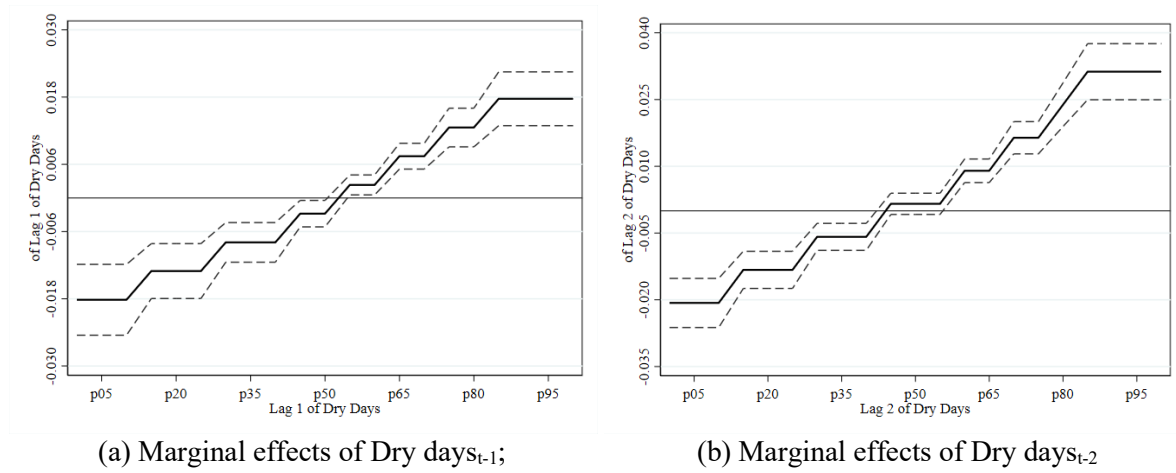 of Lag 1 of Dry Days
0.030
0.018
0.006
-0.006
-0.018
-0.030
p05 p20 p35 p50 p65 p80 p95
Lag 1 of Dry Days
(a) Marginal effects of Dry dayst-1;
of Lag 2 of Dry Days
0.040
0.025
0.010
-0.005
-0.020
-0.035
p05 p20 p35 p50 p65 p80 p95
Lag 2 of Dry Days
(b) Marginal effects of Dry dayst-2